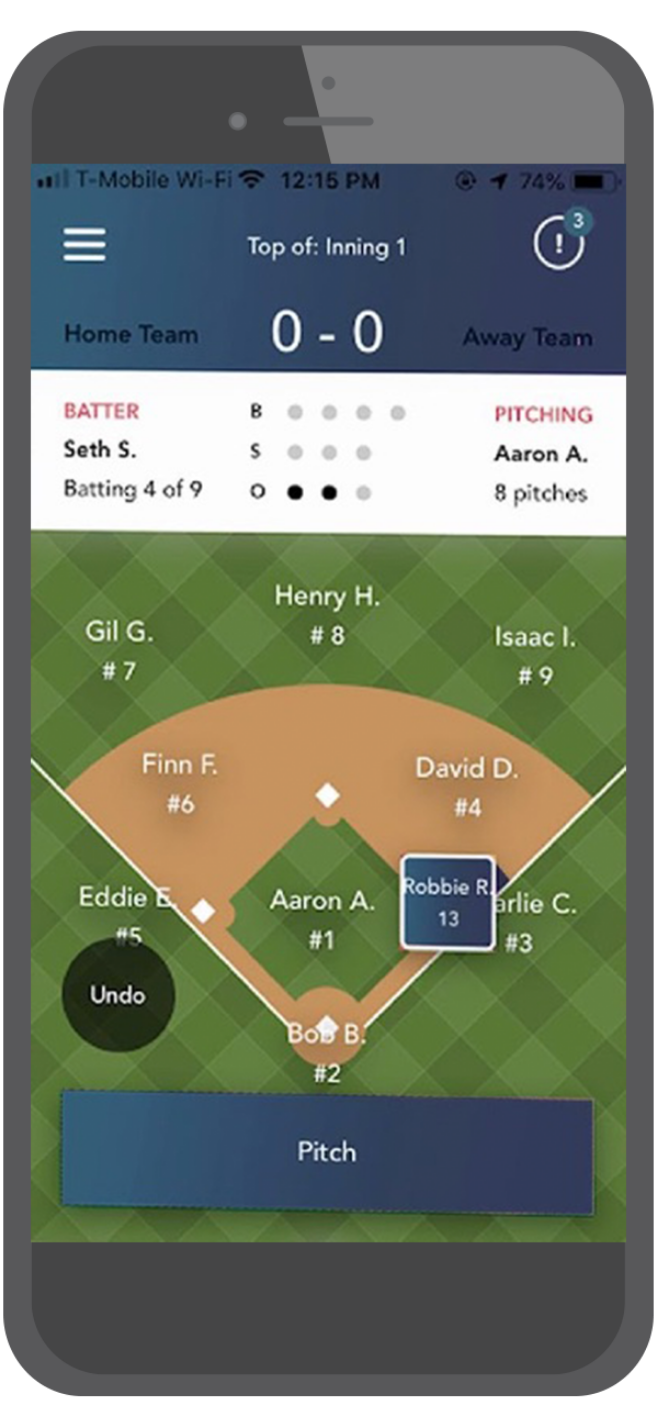 T-Mobile Wi-Fi 12:15 PM 74%
3
Top of: Inning 1
!
Home Team 0 - 0 Away Team
BATTER B PITCHING
Seth S. S Aaron A.
Batting 4 of 9 O 8 pitches
Henry H.
# 8
Gil G.
# 7
Isaac I.
# 9
Finn F.
#6
David D.
#4
Eddie E.
#5
Aaron A.
#1
Robbie R.
13
arlie C.
#3
Undo
Bob B.
#2
Pitch